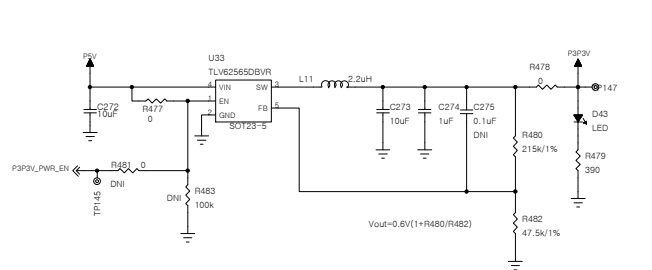 P5V
U33
TLV62565DBVR
4 VIN
SW 3
1 EN
FB 5
2 GND
SOT23-5
C272
10uF
R477
0
L11 2.2uH
R478
0
P3P3V
P147
C273
10uF
C274
1uF
C275
0.1uF
DNI
D43
LED
R480
215k/1%
R479
390
P3P3V_PWR_EN
R481 0
DNI
TP145
DNI
R483
100k
R482
47.5k/1%
Vout=0.6V(1+R480/R482)